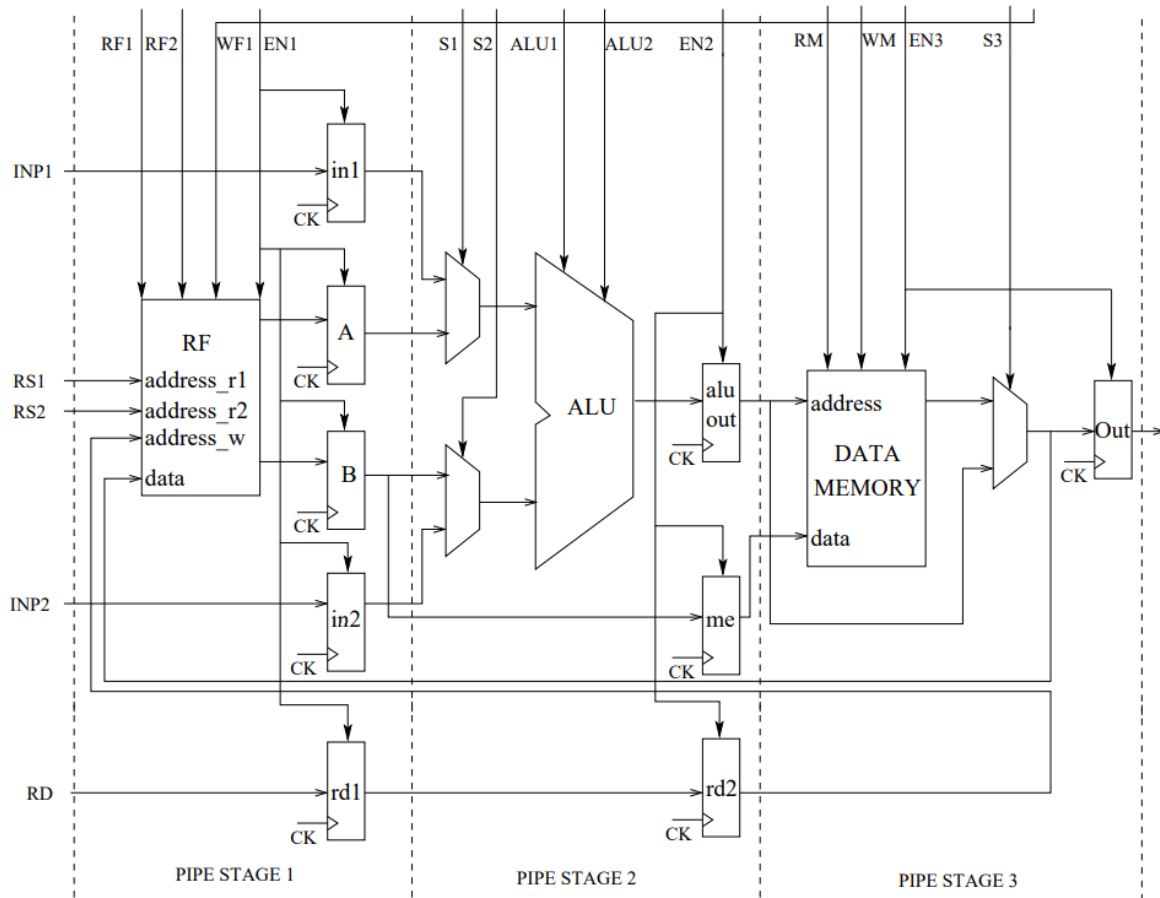 RF1 RF2 WF1 EN1 S1 S2 ALU1 ALU2 EN2 RM WM EN3 S3
INP1
in1
CK
RF
A
CK
RS1
address_r1
RS2
address_r2
address_w
data
B
CK
ALU
alu
out
CK
address
DATA
MEMORY
data
Out
CK
INP2
in2
CK
me
CK
RD
rd1
CK
rd2
CK
PIPE STAGE 1
PIPE STAGE 2
PIPE STAGE 3